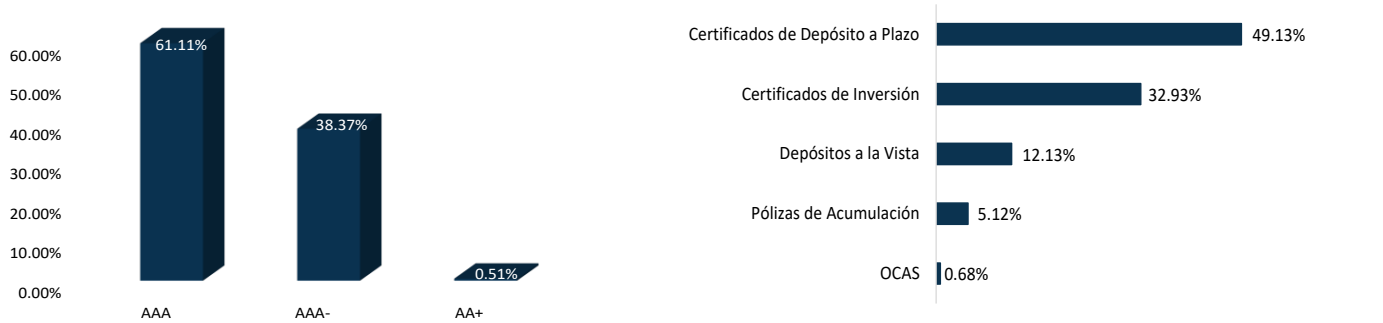 60.00%
50.00%
40.00%
30.00%
20.00%
10.00%
0.00%
61.11%
38.37%
0.51%
AAA
AAA-
AA+
Certificados de Depósito a Plazo
49.13%
Certificados de Inversión
32.93%
Depósitos a la Vista
12.13%
Pólizas de Acumulación
5.12%
OCAS
0.68%